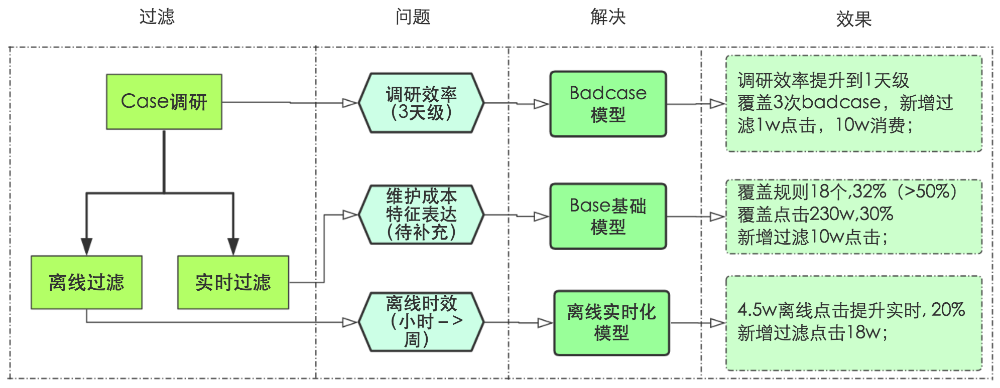 过滤
问题
解决
效果
Case调研
调研效率
（3天级）
Badcase
模型
调研效率提升到1天级
覆盖3次badcase，新增过
滤1w点击，10w消费；
维护成本
特征表达
（待补充）
Base基础
模型
覆盖规则18个,32%（>50%）
覆盖点击230w,30%
新增过滤10w点击；
离线过滤
实时过滤
离线时效
（小时 – >
周）
离线实时化
模型
4.5w离线点击提升实时, 20%
新增过滤点击18w；